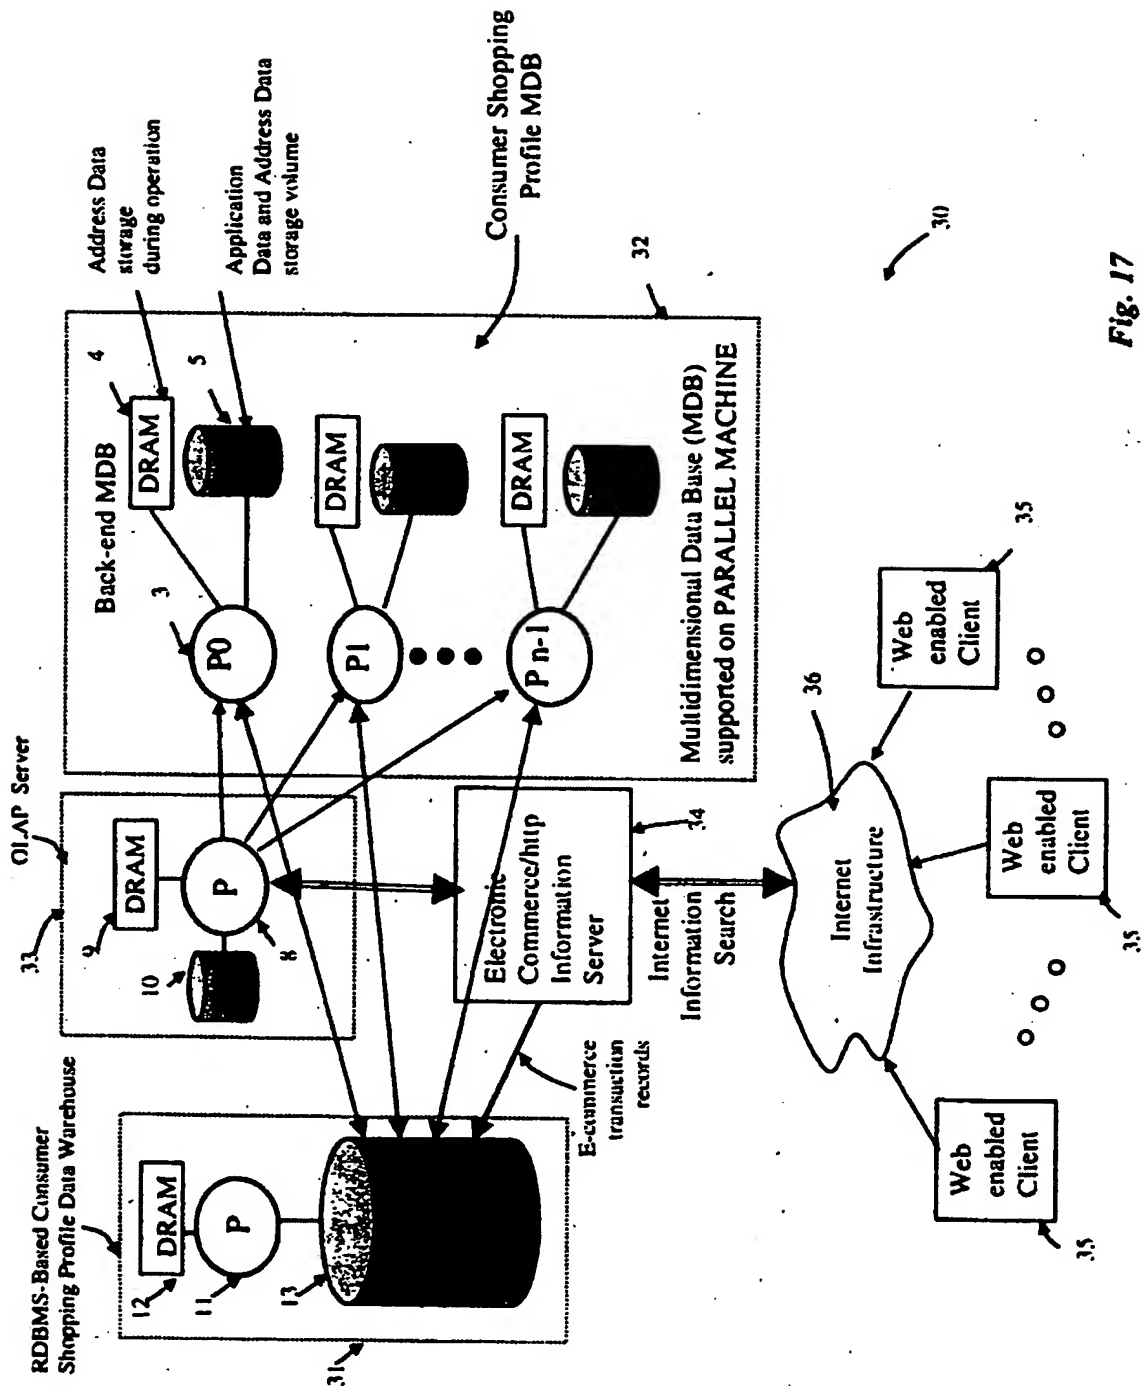 RDBMS-Based Consumer
Shopping Profile Data Warehouse
12
DRAM
11
P
13
31
OLAP Server
33
9
DRAM
10
P
8
Back-end MDB
3
P0
DRAM
4
5
Address Data
storage
during operation
Application
Data and Address Data
storage volume
P1
DRAM
P n-1
DRAM
Multidimensional Data Base (MDB)
supported on PARALLEL MACHINE
Consumer Shopping
Profile MDB
32
Electronic
Commerce/http
Information
Server
34
E-commerce
transaction
records
Internet
Information
Search
Internet
Infrastructure
36
Web
enabled
Client
35
Web
enabled
Client
35
Web
enabled
Client
35
30
Fig. 17